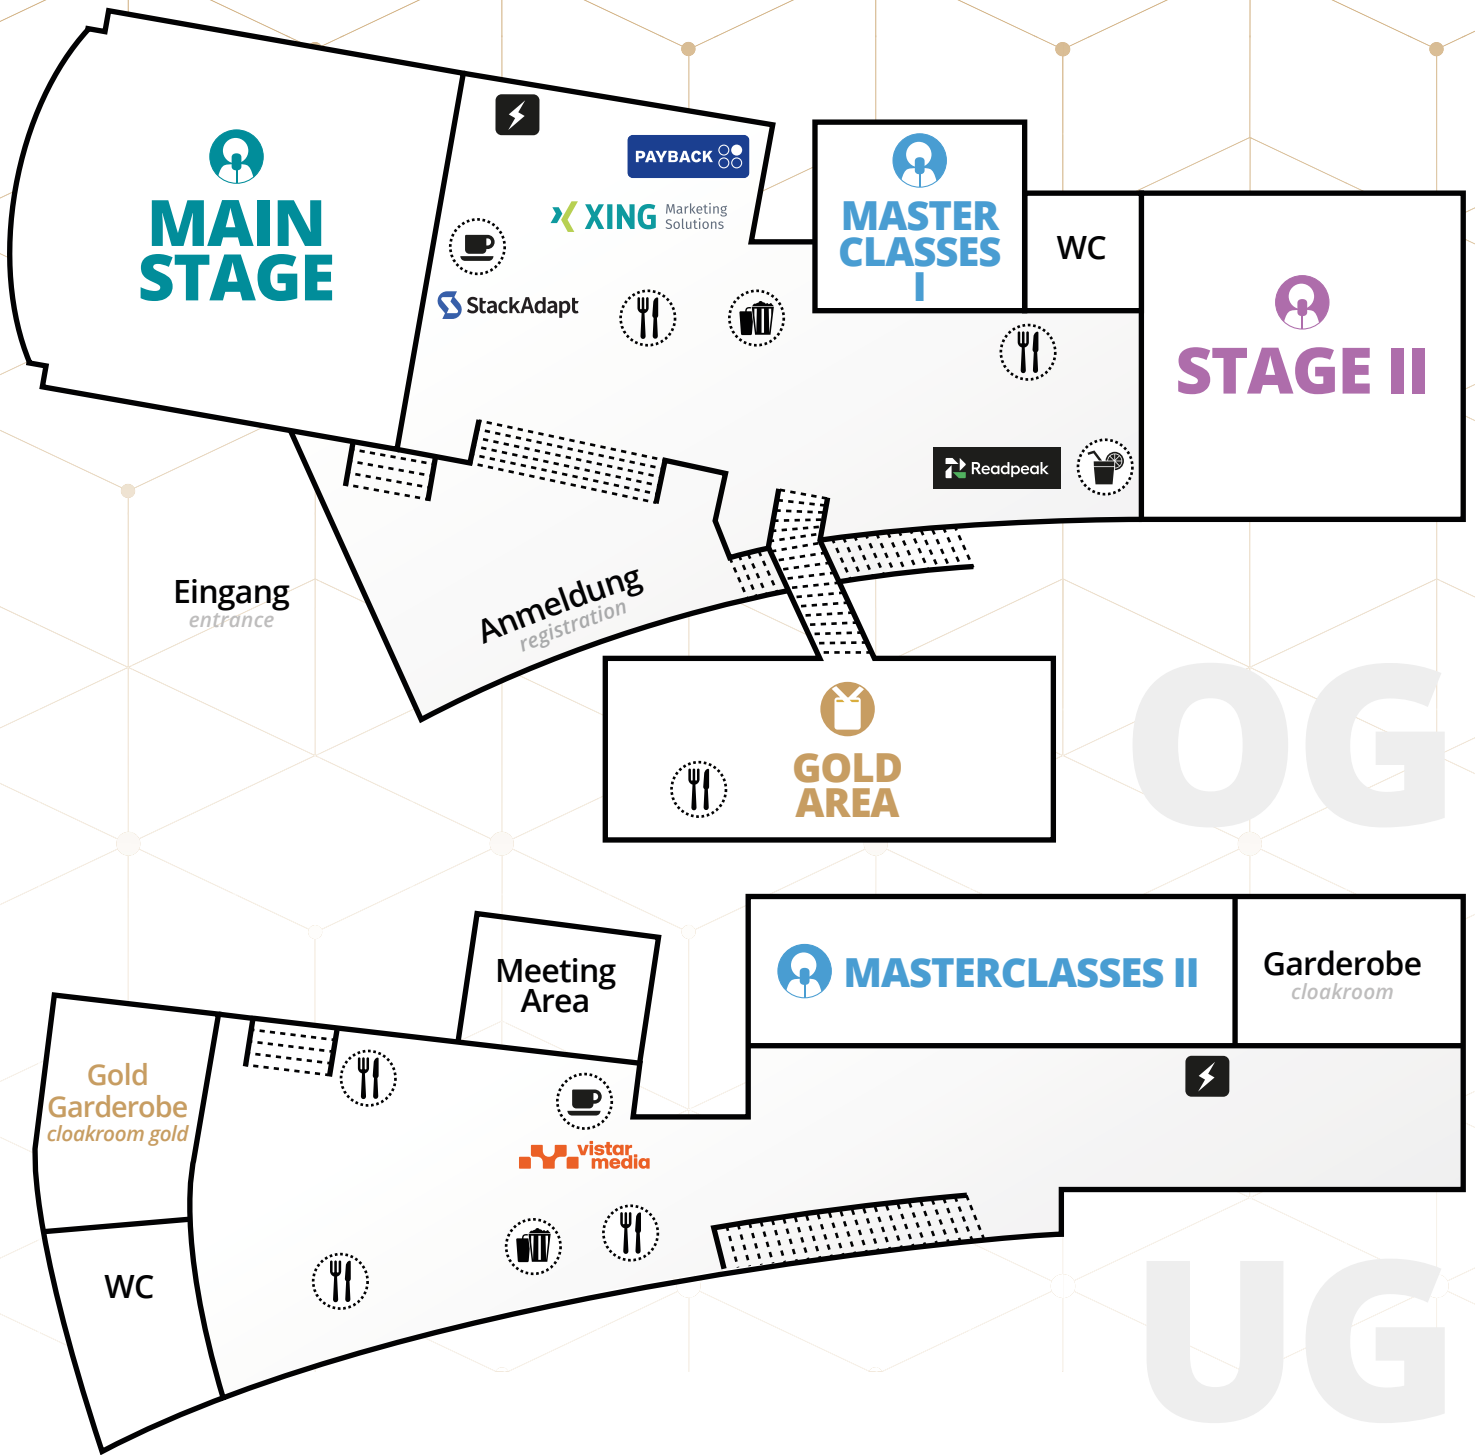 MAIN
STAGE
PAYBACK
XING Marketing
Solutions
StackAdapt
MASTER
CLASSES
I
WC
STAGE II
Readpeak
Eingang
entrance
Anmeldung
registration
GOLD
AREA
OG
Meeting
Area
MASTERCLASSES II
Garderobe
cloakroom
Gold
Garderobe
cloakroom gold
vistar
media
WC
UG